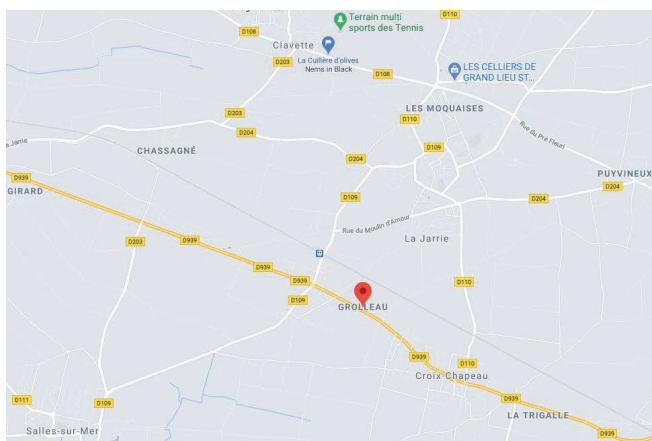 Terrain multi
sports des Tennis
D110
D108
Clavette
La Cuillère d'olives
Nems in Black
D203
D108
LES CELLIERS DE
GRAND LIEU ST...
LES MOQUAISES
D203
D110
Rue du Pré Fleuri
D204
La Jarrie
CHASSAGNÉ
D109
D204
PUYVINEUX
D939
D204
GIRARD
D109
D204
Rue du Moulin d'Amour
D203
D939
La Jarrie
D939
D939
D110
D109
GROLLEAU
D939
D110
Croix-Chapeau
D111
D109
D939
LA TRIGALLE
Salles-sur-Mer
D939